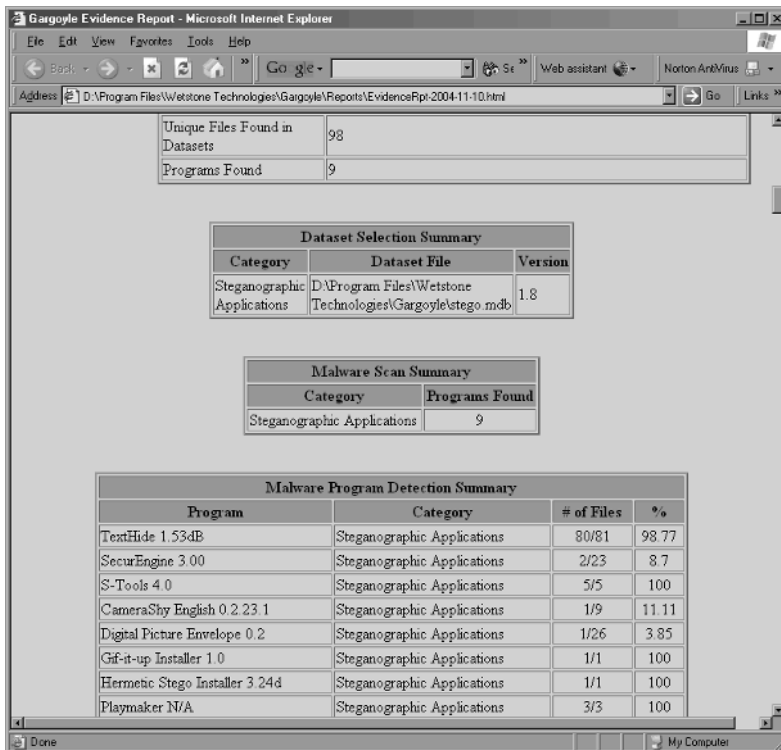 Gargoyle Evidence Report - Microsoft Internet Explorer
File Edit View Favorites Tools Help
Back Google Se Web assistant Norton AntiVirus
Address D:\Program Files\Wetstone Technologies\Gargoyle\Reports\EvidenceRpt-2004-11-10.html Go Links
Unique Files Found in
Datasets
98
Programs Found 9
Dataset Selection Summary
Category Dataset File Version
Steganographic
Applications
D:\Program Files\Wetstone
Technologies\Gargoyle\stego.mdb
1.8
Malware Scan Summary
Category Programs Found
Steganographic Applications 9
Malware Program Detection Summary
Program Category # of Files %
TextHide 1.53dB Steganographic Applications 80/81 98.77
SecurEngine 3.00 Steganographic Applications 2/23 8.7
S-Tools 4.0 Steganographic Applications 5/5 100
CameraShy English 0.2.23.1 Steganographic Applications 1/9 11.11
Digital Picture Envelope 0.2 Steganographic Applications 1/26 3.85
Gif-it-up Installer 1.0 Steganographic Applications 1/1 100
Hermetic Stego Installer 3.24d Steganographic Applications 1/1 100
Playmaker N/A Steganographic Applications 3/3 100
Done My Computer